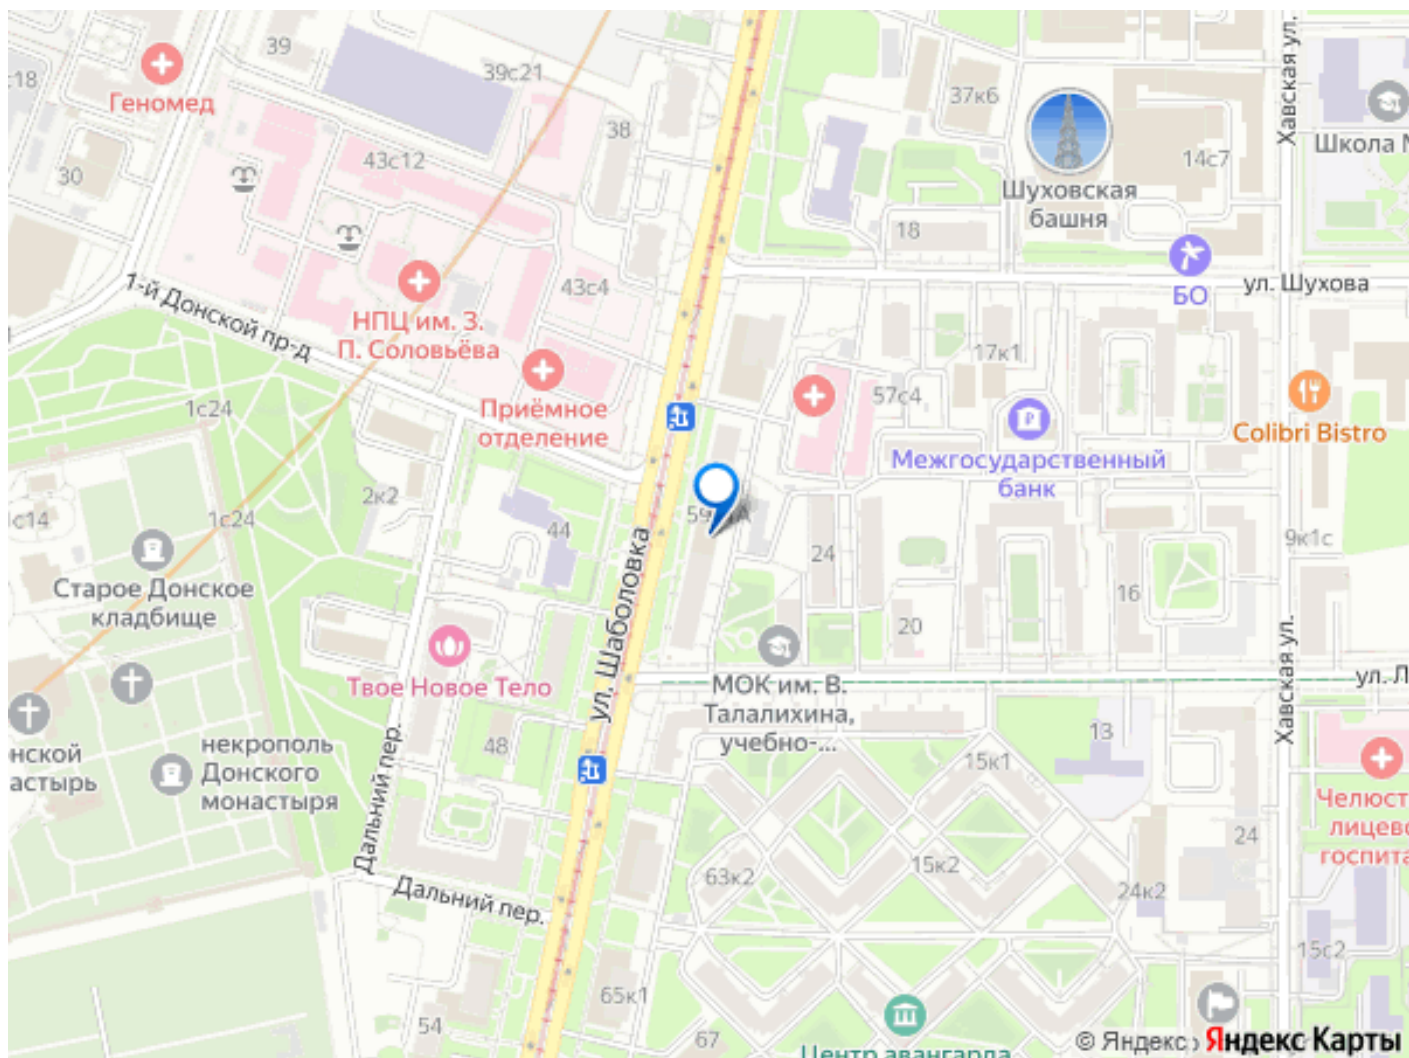 39
39с21
с18
Геномед
38
37к6
Хавская ул.
Школа
43с12
14с7
30
Шуховская
башня
18
1-й Донской пр-д
НПЦ им. З.
П. Соловьёва
43с4
БО
ул. Шухова
17к1
57с4
1с24
Приёмное
отделение
Межгосударственный
банк
Colibri Bistro
2к2
1с24
с14
44
ул. Шаболовка
24
9к1с
Старое Донское
кладбище
16
20
Твое Новое Тело
МОК им. В.
Талалихина,
учебно-...
Хавская ул.
ул. Л
нской
астырь
некрополь
Донского
монастыря
Дальний пер.
48
13
15к1
Челюст
лицево
госпита
24
63к2
15к2
24к2
Дальний пер.
15с2
65к1
54
67
Центр авангарда
© Яндекс
Яндекс Карты